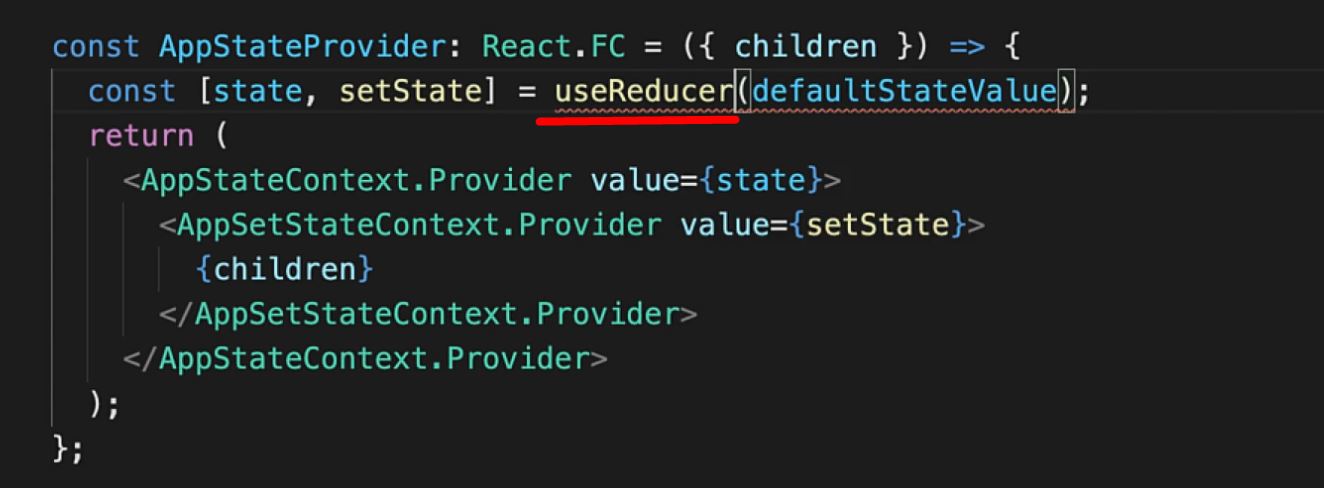 const AppStateProvider: React.FC = ({ children }) => {
const [state, setState] = useReducer(defaultStateValue);
return (
<AppStateContext.Provider value={state}>
<AppSetStateContext.Provider value={setState}>
{children}
</AppSetStateContext.Provider>
</AppStateContext.Provider>
);
};